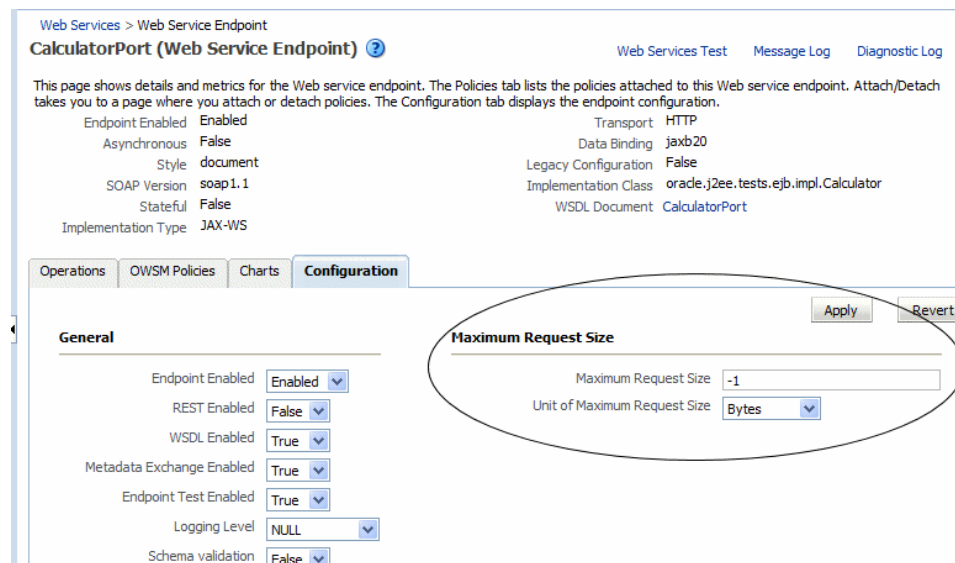 Web Services > Web Service Endpoint
CalculatorPort (Web Service Endpoint) ?
Web Services Test Message Log Diagnostic Log
This page shows details and metrics for the Web service endpoint. The Policies tab lists the policies attached to this Web service endpoint. Attach/Detach
takes you to a page where you attach or detach policies. The Configuration tab displays the endpoint configuration.
Endpoint Enabled Enabled
Asynchronous False
Style document
SOAP Version soap1.1
Stateful False
Implementation Type JAX-WS
Transport HTTP
Data Binding jaxb20
Legacy Configuration False
Implementation Class oracle.j2ee.tests.ejb.impl.Calculator
WSDL Document CalculatorPort
Operations OWSM Policies Charts Configuration
Apply Revert
General
Endpoint Enabled Enabled
REST Enabled False
WSDL Enabled True
Metadata Exchange Enabled True
Endpoint Test Enabled True
Logging Level NULL
Schema validation False
Maximum Request Size
Maximum Request Size -1
Unit of Maximum Request Size Bytes